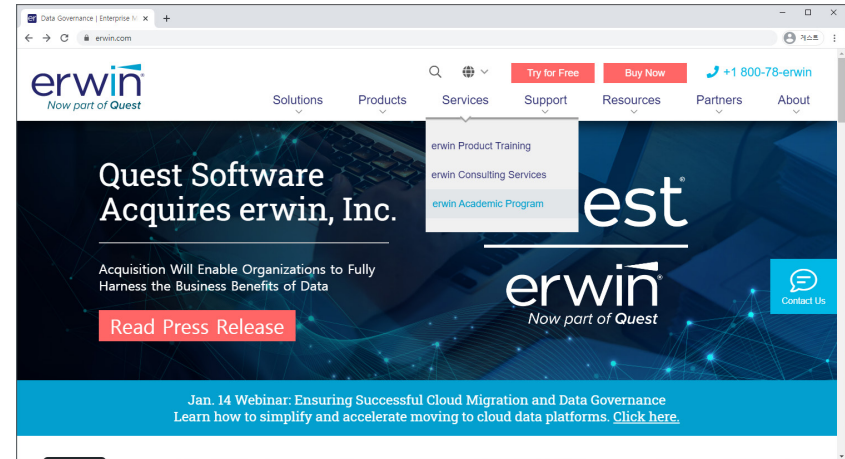 Data Governance | Enterprise M
erwin.com
게스트
erwin®
Now part of Quest
Try for Free
Buy Now
+1 800-78-erwin
Solutions
Products
Services
Support
Resources
Partners
About
erwin Product Training
erwin Consulting Services
erwin Academic Program
Quest Software
Acquires erwin, Inc.
Acquisition Will Enable Organizations to Fully
Harness the Business Benefits of Data
Read Press Release
est®
erwin®
Now part of Quest
Contact Us
Jan. 14 Webinar: Ensuring Successful Cloud Migration and Data Governance
Learn how to simplify and accelerate moving to cloud data platforms. Click here.